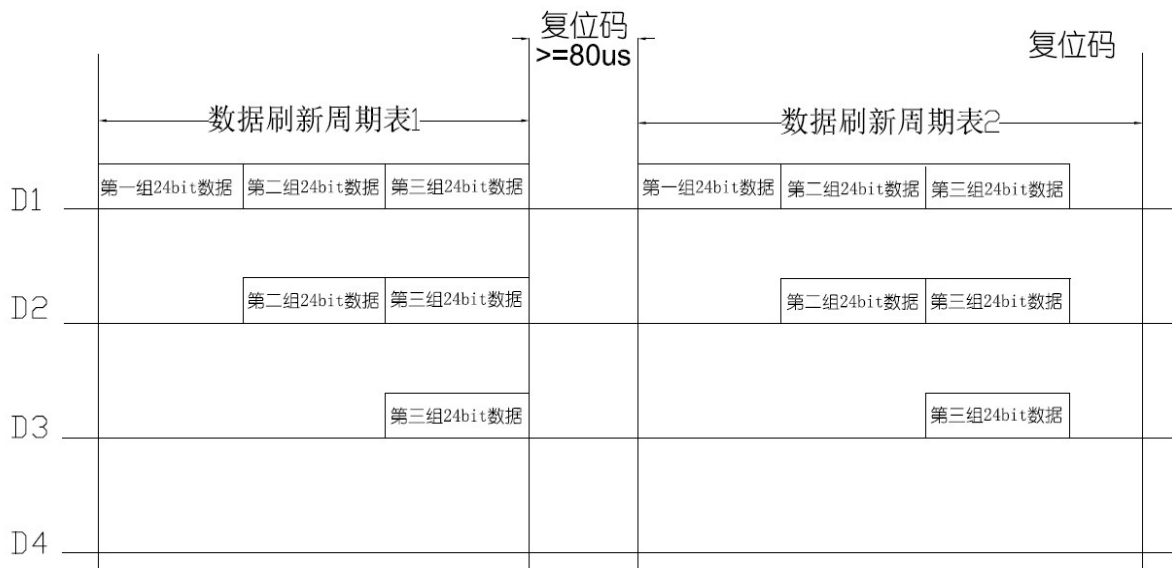 复位码
>=80us
复位码
数据刷新周期表1
数据刷新周期表2
D1
第一组24bit数据
第二组24bit数据
第三组24bit数据
第一组24bit数据
第二组24bit数据
第三组24bit数据
D2
第二组24bit数据
第三组24bit数据
第二组24bit数据
第三组24bit数据
D3
第三组24bit数据
第三组24bit数据
D4